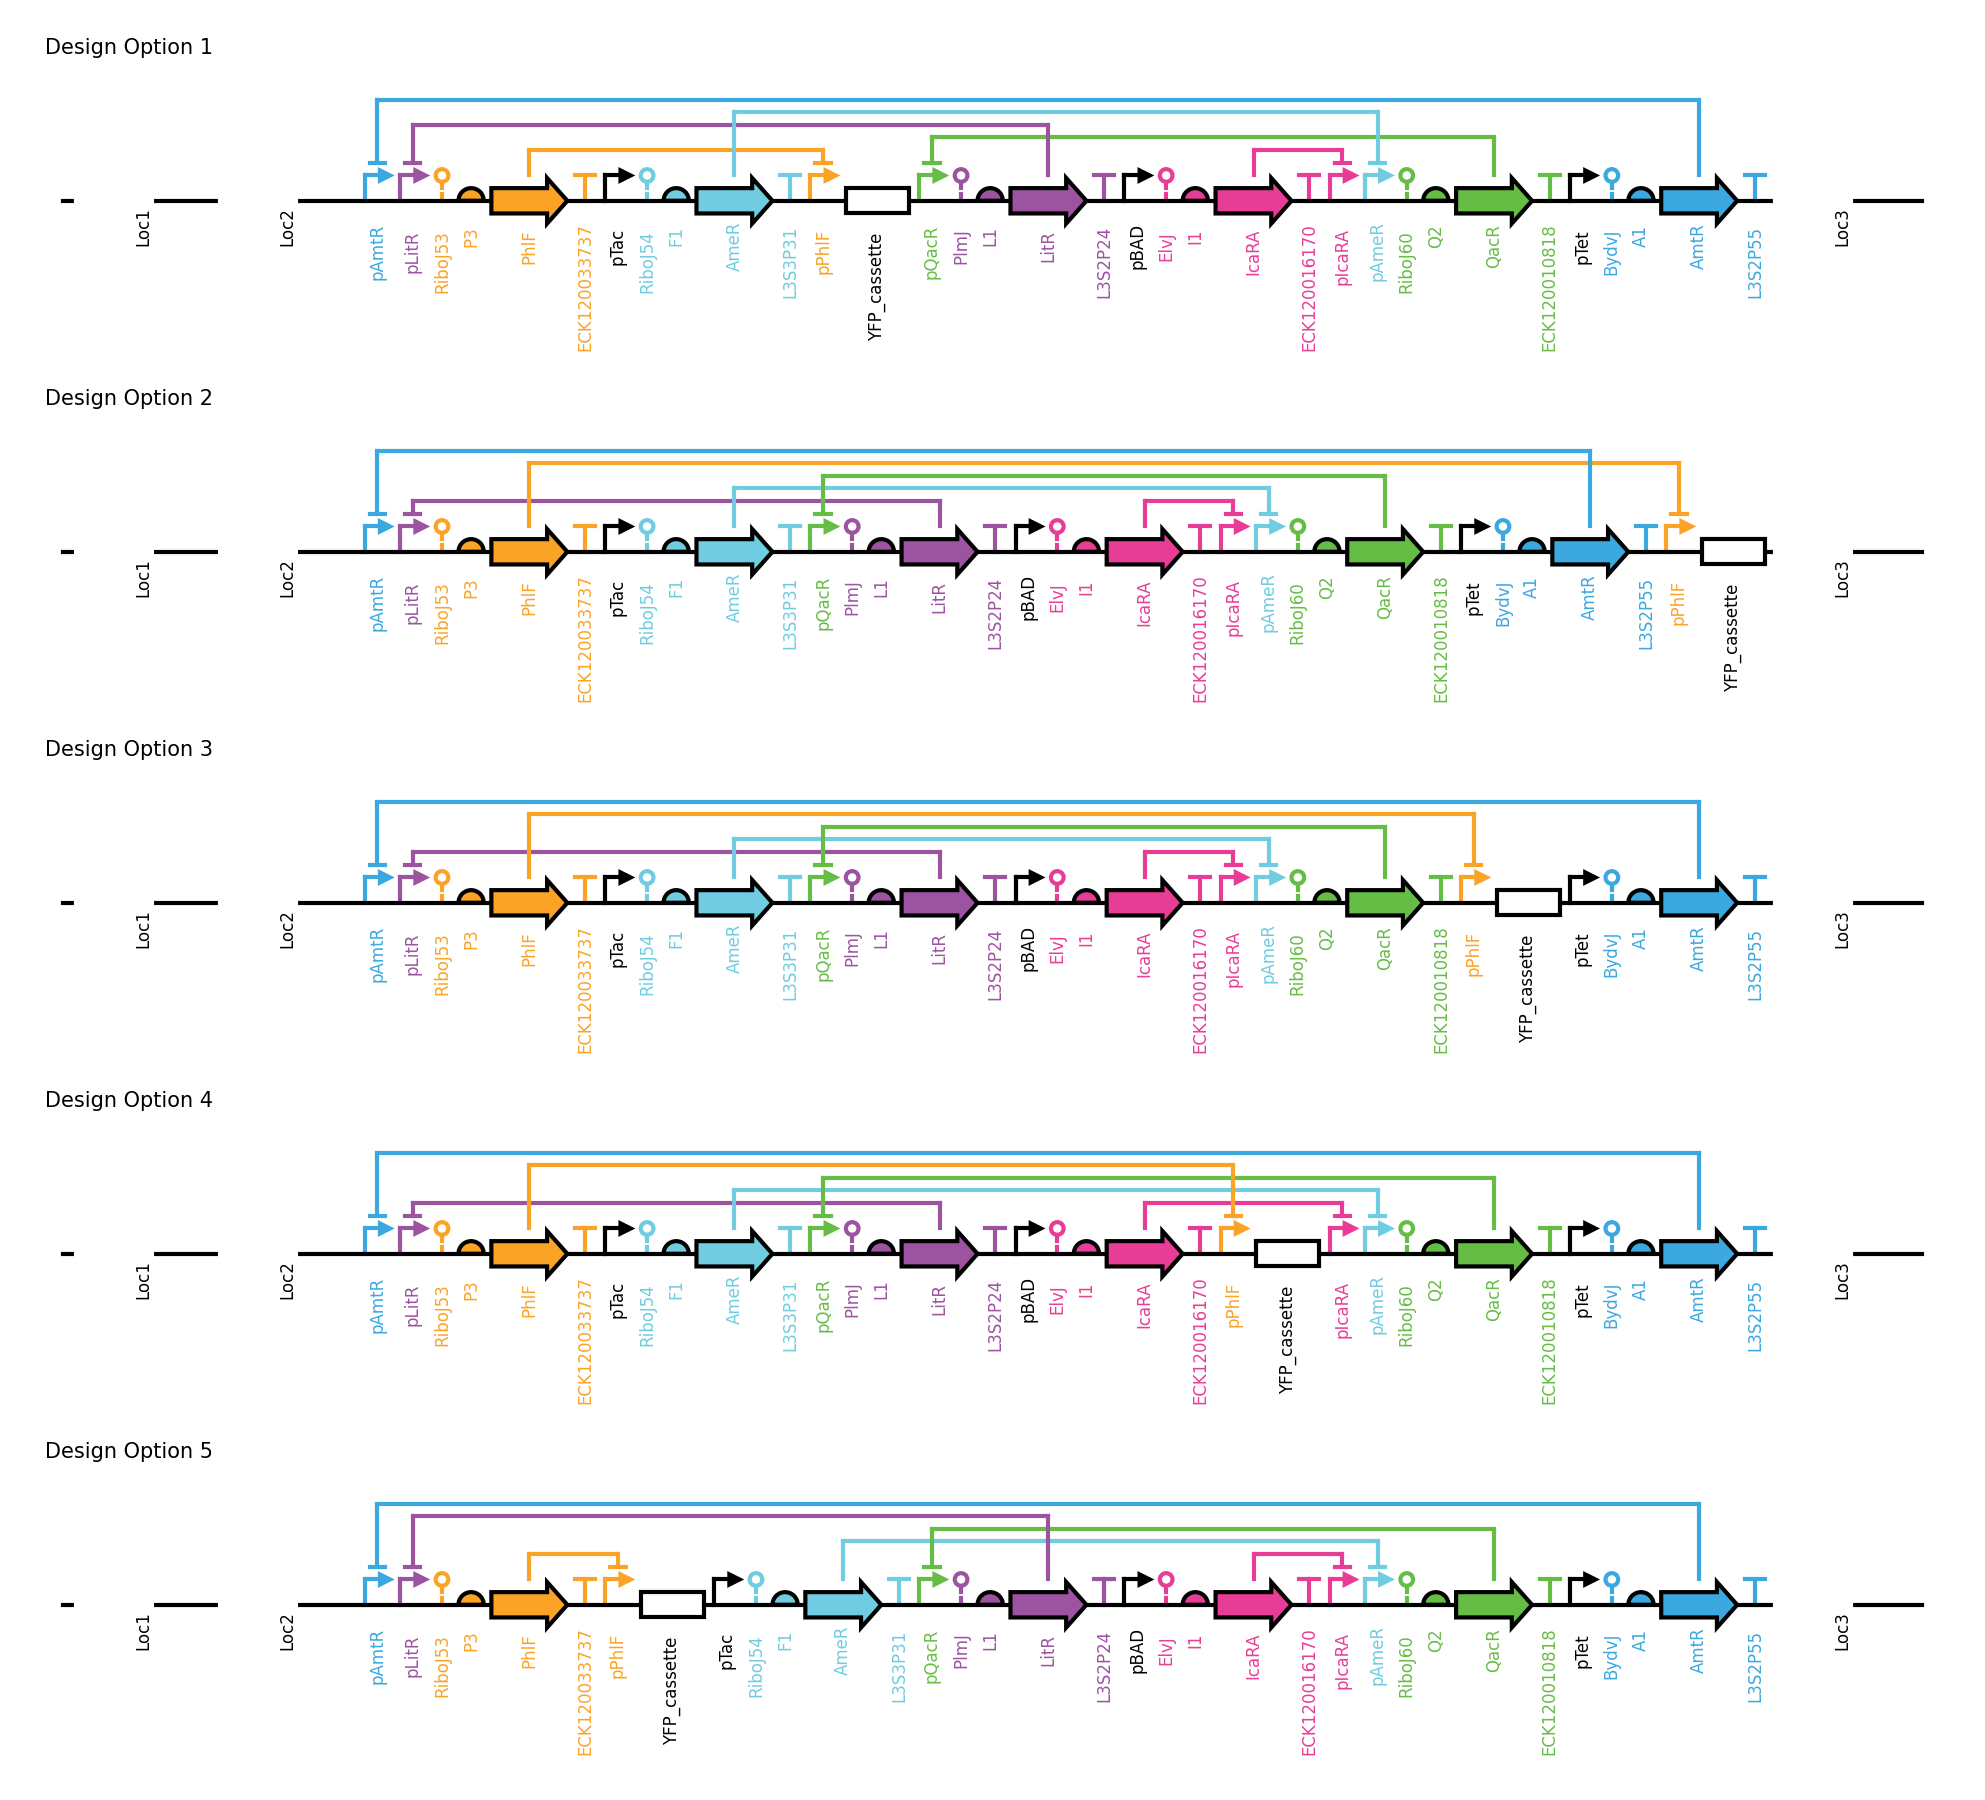 Design Option 1
Loc1
Loc2
pAmtR
pLitR
RiboJ53
P3
PhlF
ECK120033737
pTac
RiboJ54
F1
AmeR
L3S3P31
pPhlF
YFP_cassette
pQacR
PlmJ
L1
LitR
L3S2P24
pBAD
ElvJ
I1
IcaRA
ECK120016170
pIcaRA
pAmeR
RiboJ60
Q2
QacR
ECK120010818
pTet
BydvJ
A1
AmtR
L3S2P55
Loc3
Design Option 2
Loc1
Loc2
pAmtR
pLitR
RiboJ53
P3
PhlF
ECK120033737
pTac
RiboJ54
F1
AmeR
L3S3P31
pQacR
PlmJ
L1
LitR
L3S2P24
pBAD
ElvJ
I1
IcaRA
ECK120016170
pIcaRA
pAmeR
RiboJ60
Q2
QacR
ECK120010818
pTet
BydvJ
A1
AmtR
L3S2P55
pPhlF
YFP_cassette
Loc3
Design Option 3
Loc1
Loc2
pAmtR
pLitR
RiboJ53
P3
PhlF
ECK120033737
pTac
RiboJ54
F1
AmeR
L3S3P31
pQacR
PlmJ
L1
LitR
L3S2P24
pBAD
ElvJ
I1
IcaRA
ECK120016170
pIcaRA
pAmeR
RiboJ60
Q2
QacR
ECK120010818
pPhlF
YFP_cassette
pTet
BydvJ
A1
AmtR
L3S2P55
Loc3
Design Option 4
Loc1
Loc2
pAmtR
pLitR
RiboJ53
P3
PhlF
ECK120033737
pTac
RiboJ54
F1
AmeR
L3S3P31
pQacR
PlmJ
L1
LitR
L3S2P24
pBAD
ElvJ
I1
IcaRA
ECK120016170
pPhlF
YFP_cassette
pIcaRA
pAmeR
RiboJ60
Q2
QacR
ECK120010818
pTet
BydvJ
A1
AmtR
L3S2P55
Loc3
Design Option 5
Loc1
Loc2
pAmtR
pLitR
RiboJ53
P3
PhlF
ECK120033737
pPhlF
YFP_cassette
pTac
RiboJ54
F1
AmeR
L3S3P31
pQacR
PlmJ
L1
LitR
L3S2P24
pBAD
ElvJ
I1
IcaRA
ECK120016170
pIcaRA
pAmeR
RiboJ60
Q2
QacR
ECK120010818
pTet
BydvJ
A1
AmtR
L3S2P55
Loc3